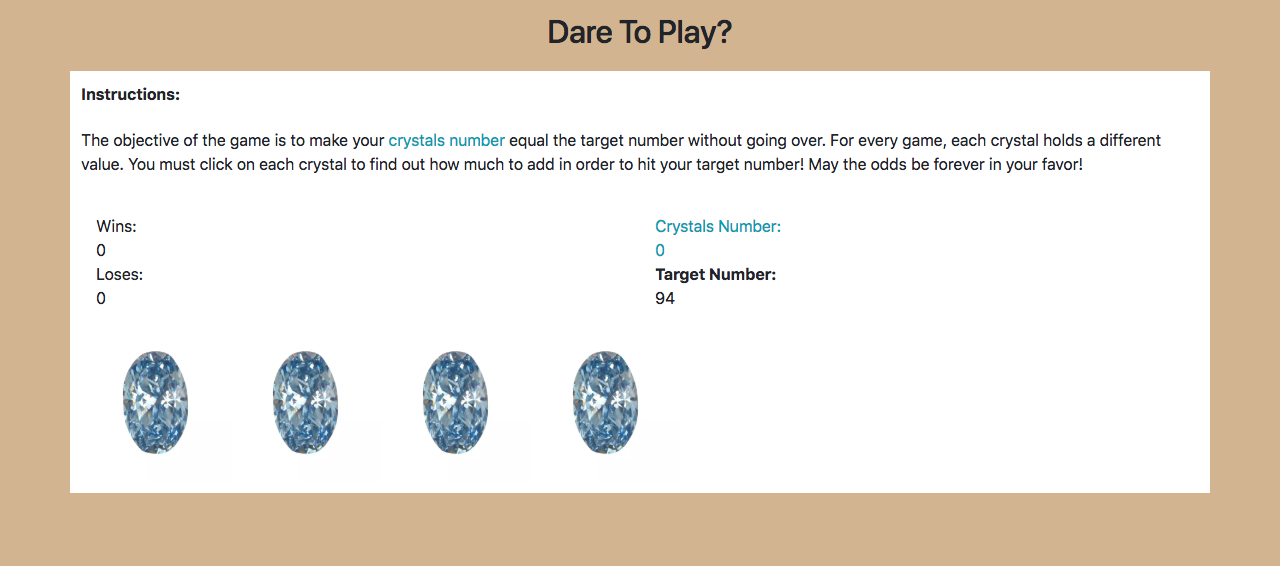 Dare To Play?
Instructions:
The objective of the game is to make your crystals number equal the target number without going over. For every game, each crystal holds a different
value. You must click on each crystal to find out how much to add in order to hit your target number! May the odds be forever in your favor!
Wins:
0
Loses:
0
Crystals Number:
0
Target Number:
94